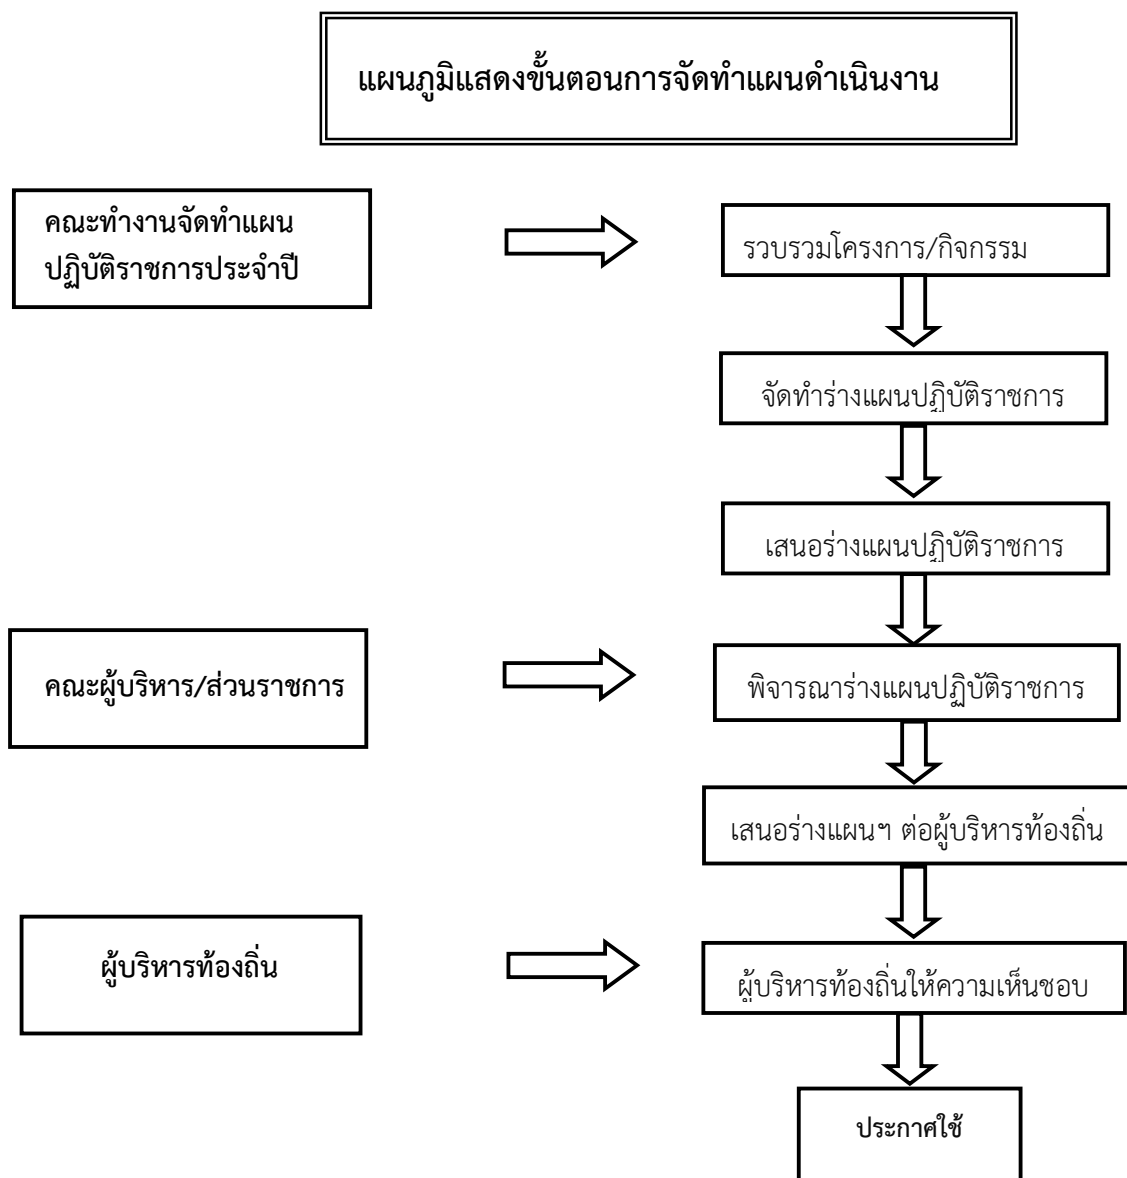 แผนภูมิแสดงขั้นตอนการจัดทำแผนดำเนินงาน
คณะทำงานจัดทำแผน
ปฏิบัติราชการประจำปี
รวบรวมโครงการ/กิจกรรม
จัดทำร่างแผนปฏิบัติราชการ
เสนอร่างแผนปฏิบัติราชการ
คณะผู้บริหาร/ส่วนราชการ
พิจารณาร่างแผนปฏิบัติราชการ
เสนอร่างแผนฯ ต่อผู้บริหารท้องถิ่น
ผู้บริหารท้องถิ่น
ผู้บริหารท้องถิ่นให้ความเห็นชอบ
ประกาศใช้